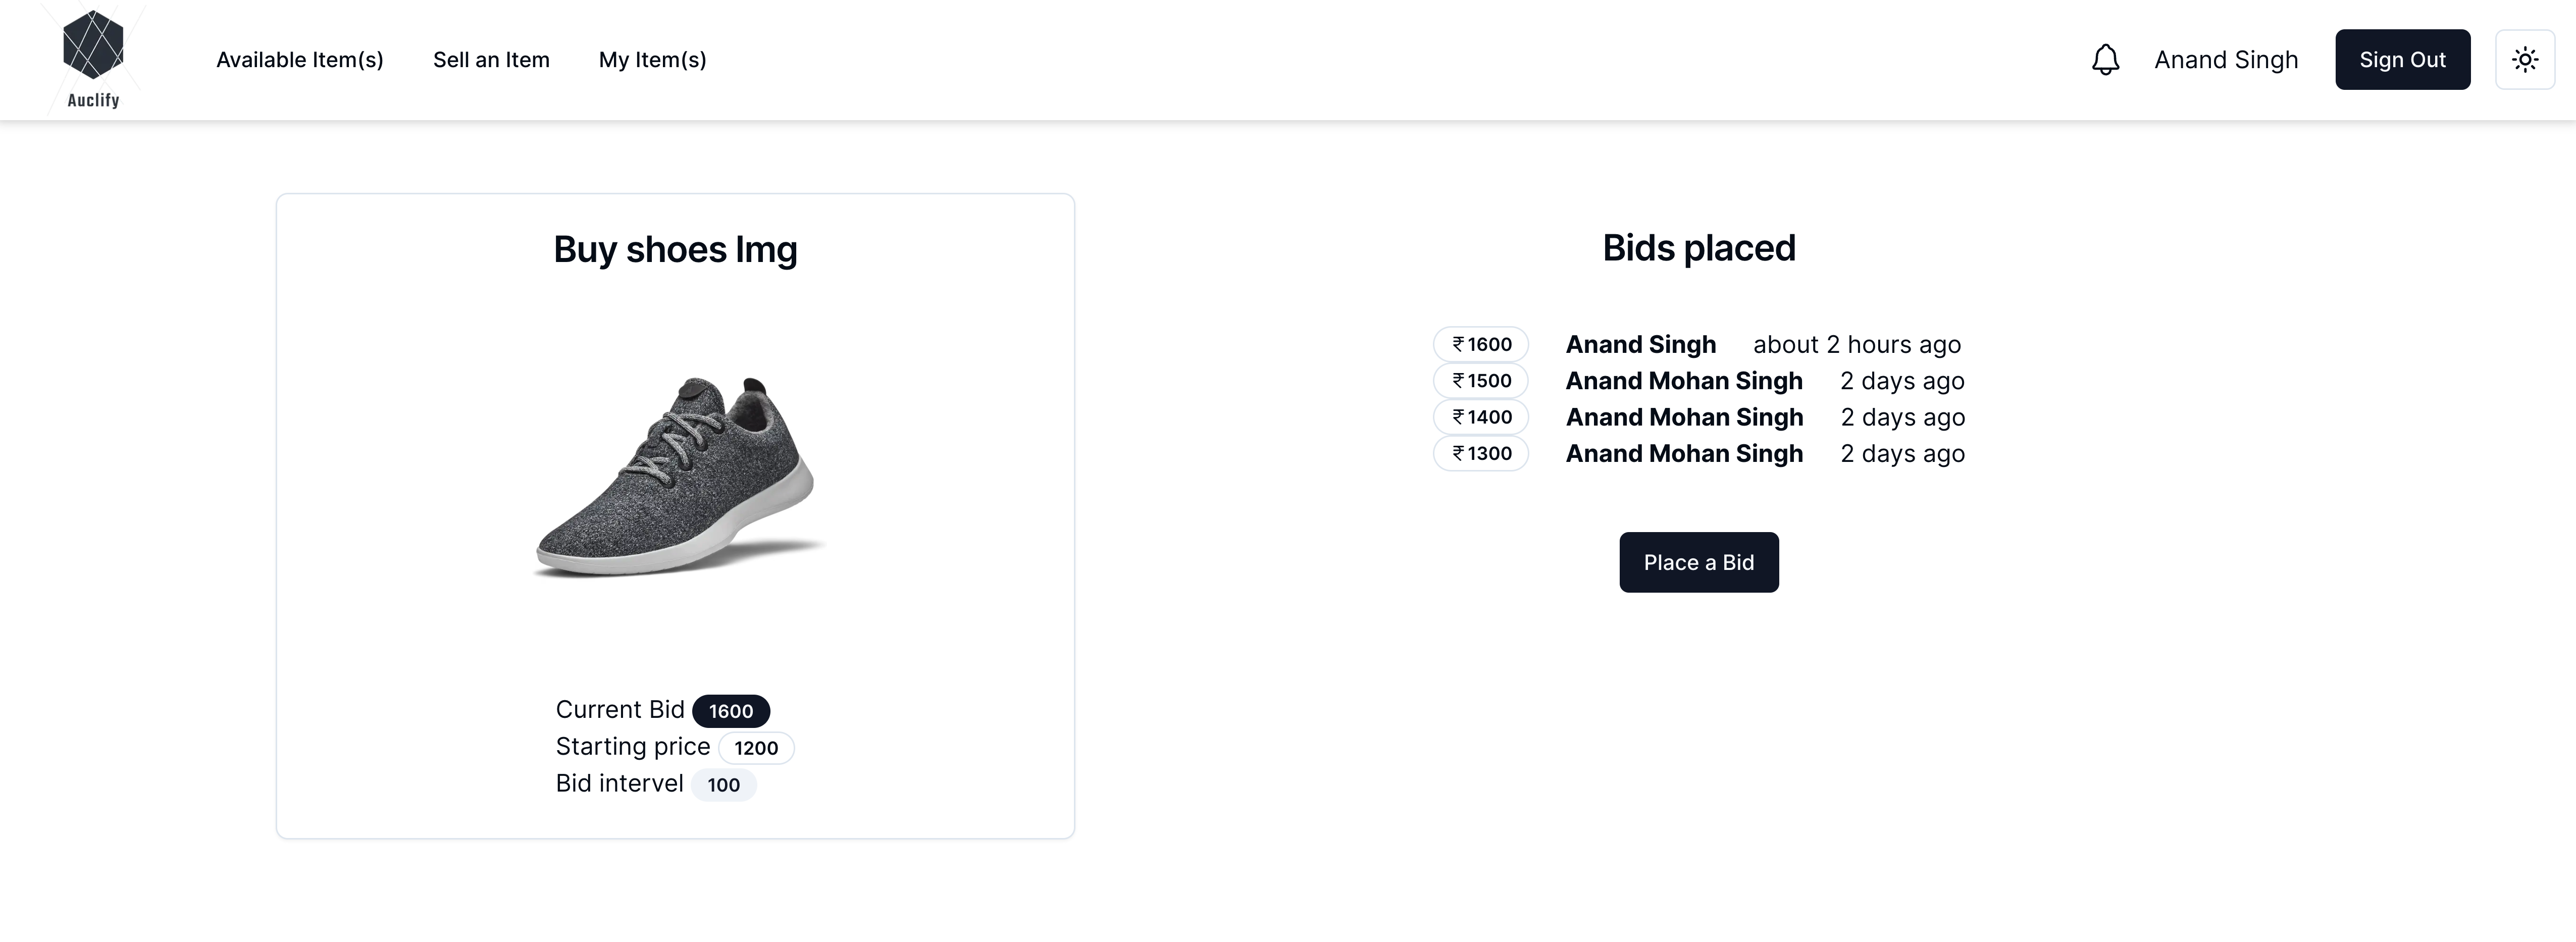 Auclify
Available Item(s) Sell an Item My Item(s) Anand Singh Sign Out
Buy shoes Img
Current Bid 1600
Starting price 1200
Bid intervel 100
Bids placed
₹1600 Anand Singh about 2 hours ago
₹1500 Anand Mohan Singh 2 days ago
₹1400 Anand Mohan Singh 2 days ago
₹1300 Anand Mohan Singh 2 days ago
Place a Bid